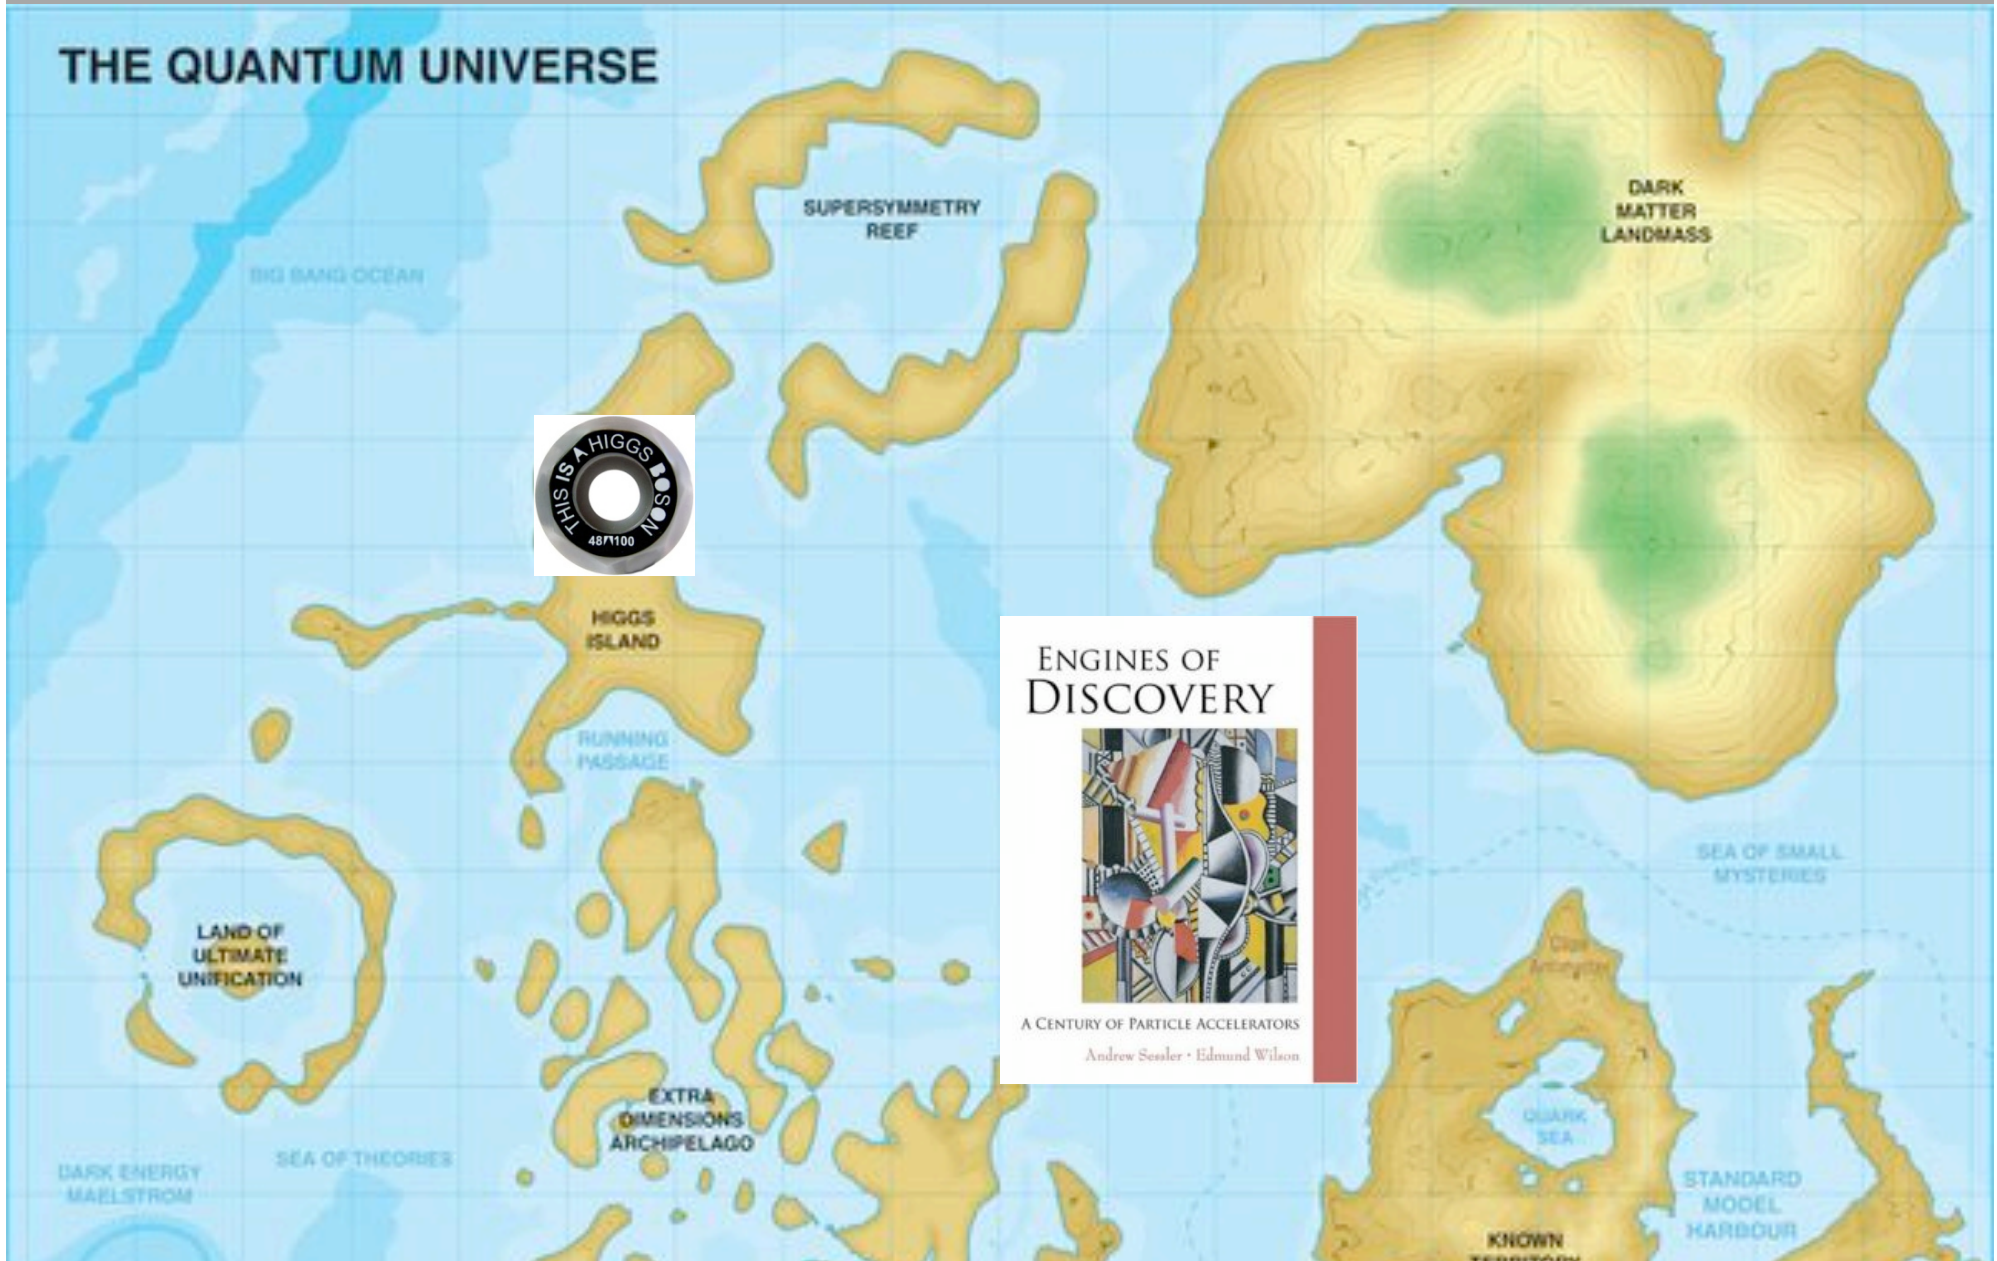 THE QUANTUM UNIVERSE
SUPERSYMMETRY
REEF
DARK
MATTER
LANDMASS
BIG BANG OCEAN
THIS IS A HIGGS BOSON
48 100
HIGGS
ISLAND
RUNNING
PASSAGE
ENGINES OF
DISCOVERY
A CENTURY OF PARTICLE ACCELERATORS
Andrew Sessler • Edmund Wilson
SEA OF SMALL
MYSTERIES
LAND OF
ULTIMATE
UNIFICATION
QUARK
SEA
EXTRA
DIMENSIONS
ARCHIPELAGO
SEA OF THEORIES
DARK ENERGY
MAELSTROM
STANDARD
MODEL
HARBOUR
KNOWN
TERRITORY